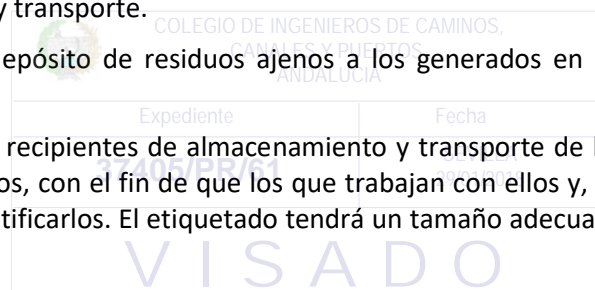 y transporte.
COLEGIO DE INGENIEROS DE CAMINOS,
CANALES Y PUERTOS
epósito de residuos ajenos a los generados en
ANDALUCIA
Expediente Fecha
recipientes de almacenamiento y transporte de
SEVILLA
37405/PR/61
os, con el fin de que los que trabajan con ellos y,
tificarlos. El etiquetado tendrá un tamaño adecua
VISADO